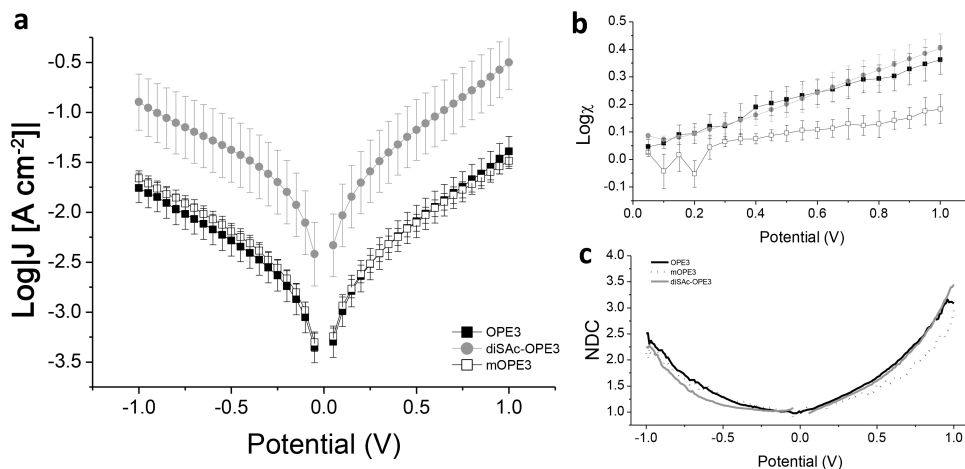 a
Log|J [A cm-2]|
-0.5
-1.0
-1.5
-2.0
-2.5
-3.0
-3.5
OPE3
diSAc-OPE3
mOPE3
-1.0 -0.5 0.0 0.5 1.0
Potential (V)
b
Logχ
0.5
0.4
0.3
0.2
0.1
0.0
-0.1
0.0 0.2 0.4 0.6 0.8 1.0
Potential (V)
c
NDC
4.0
3.5
3.0
2.5
2.0
1.5
1.0
OPE3
mOPE3
diSAc-OPE3
-1.0 -0.5 0.0 0.5 1.0
Potential (V)